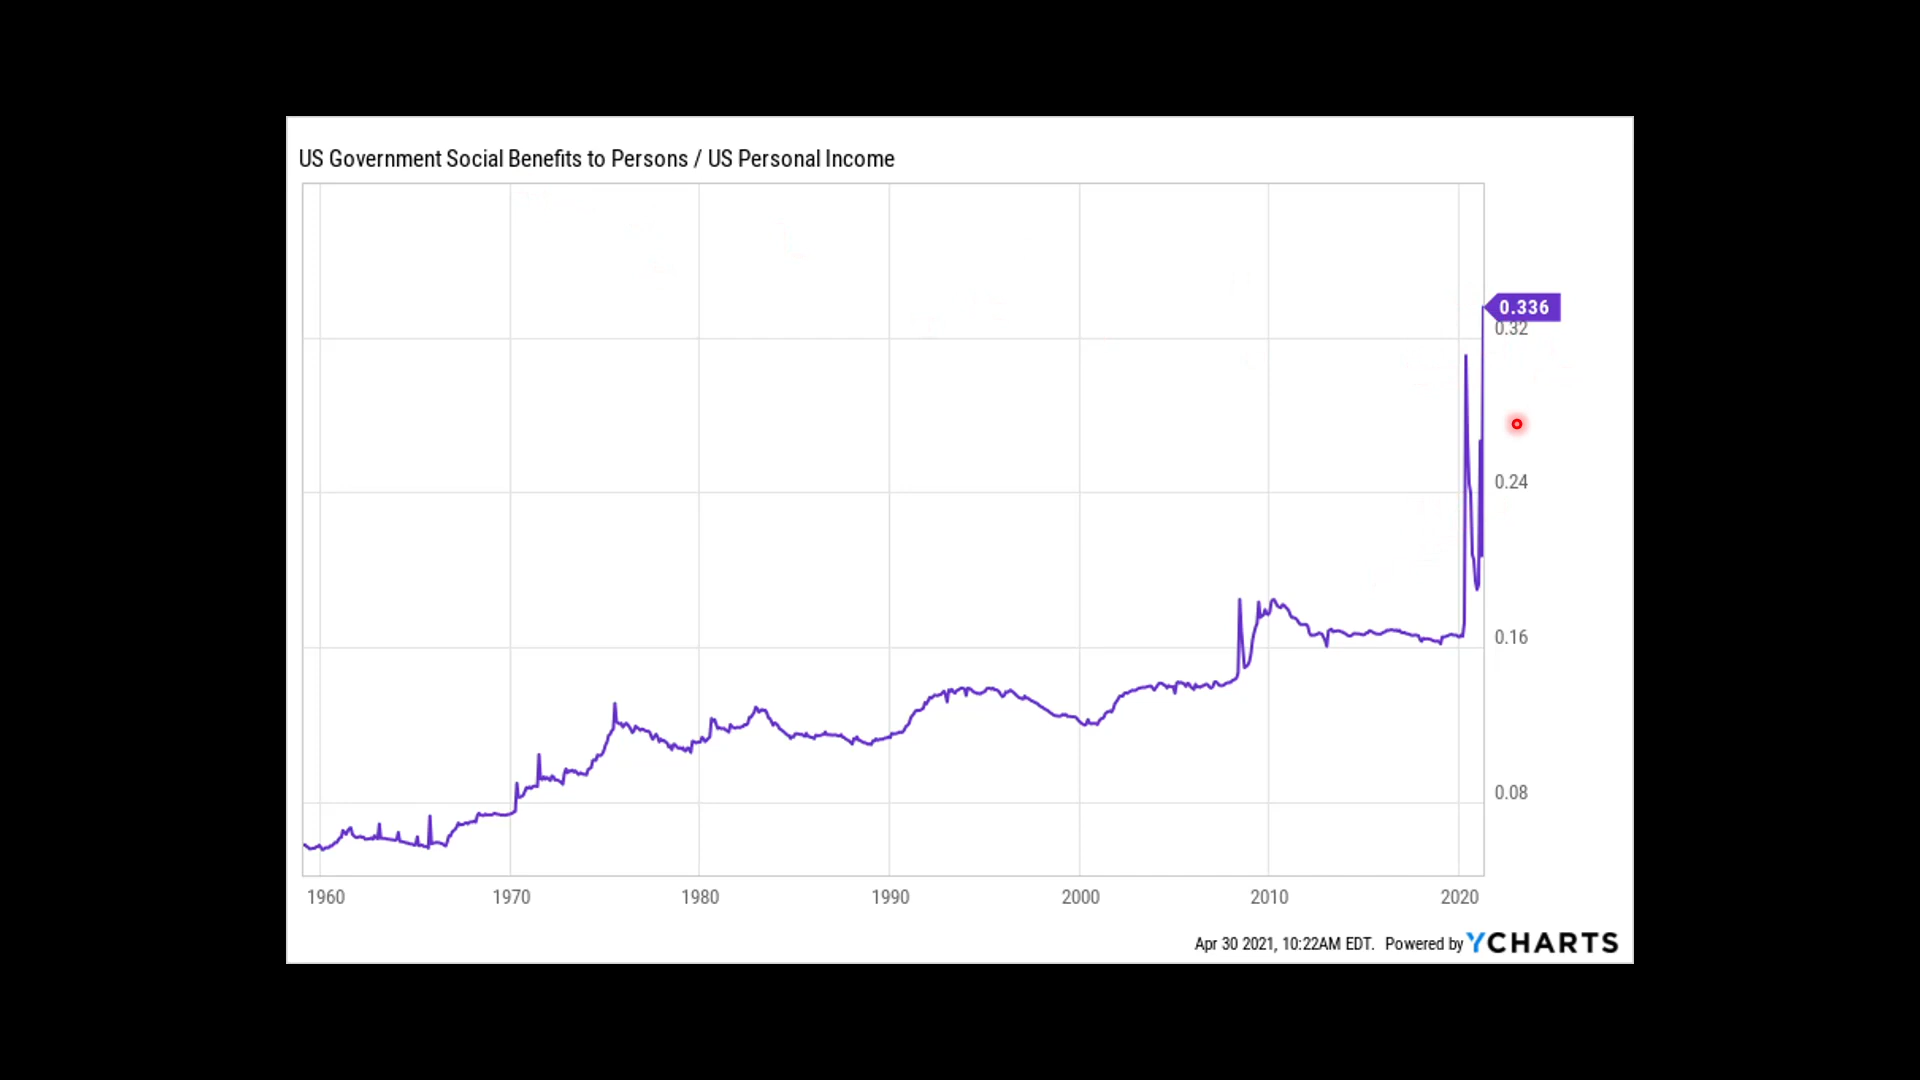 US Government Social Benefits to Persons / US Personal Income
0.336
0.32
0.24
0.16
0.08
1960 1970 1980 1990 2000 2010 2020
Apr 30 2021, 10:22AM EDT. Powered by YCHARTS